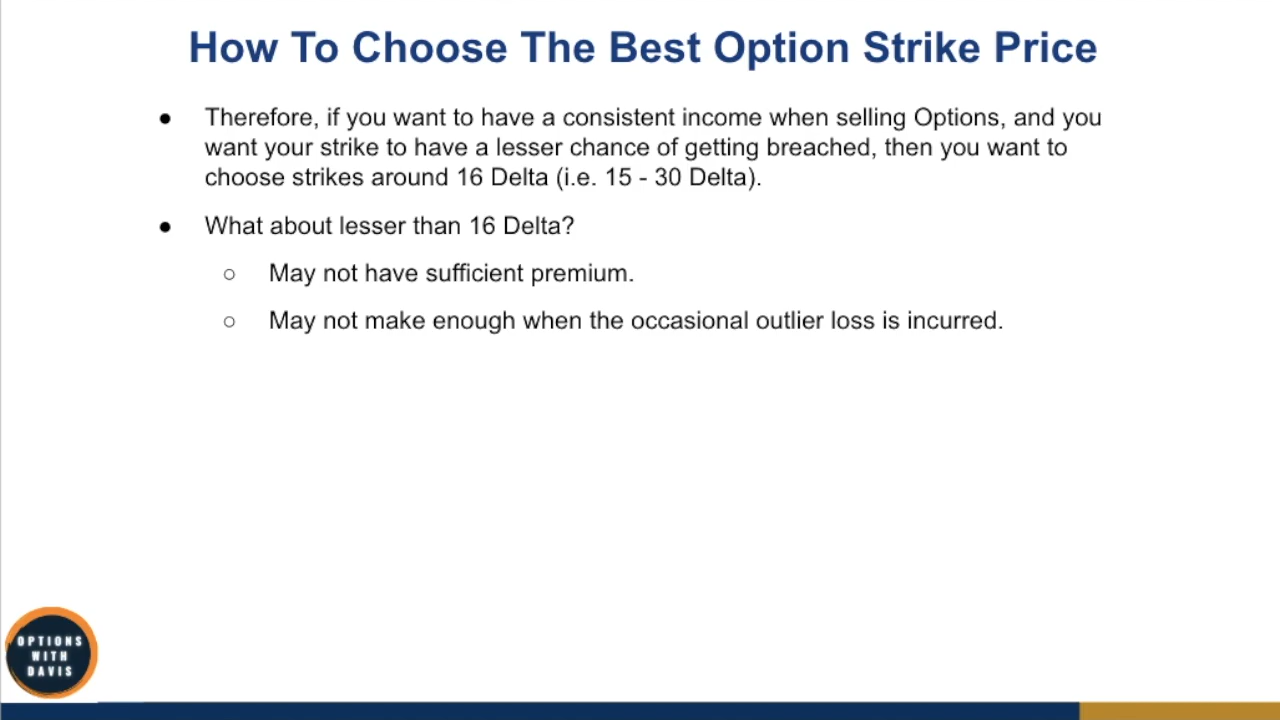 How To Choose The Best Option Strike Price
● Therefore, if you want to have a consistent income when selling Options, and you
want your strike to have a lesser chance of getting breached, then you want to
choose strikes around 16 Delta (i.e. 15 - 30 Delta).
● What about lesser than 16 Delta?
○ May not have sufficient premium.
○ May not make enough when the occasional outlier loss is incurred.
OPTIONS
WITH
DAVIS